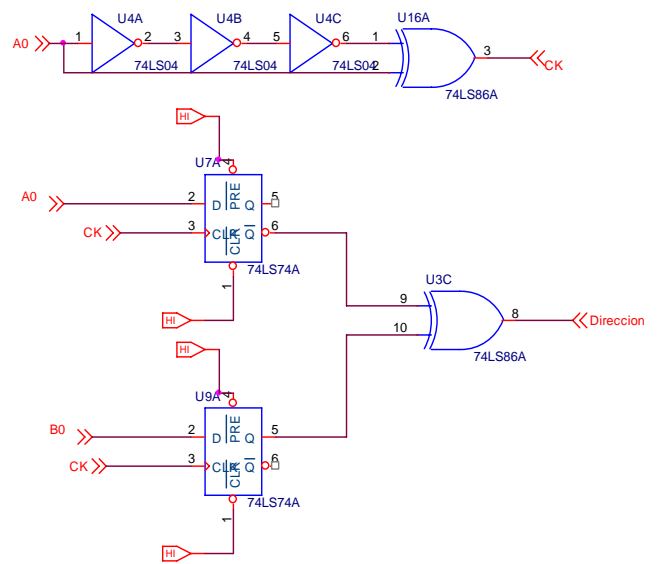 U4A U4B U4C U16A
A0 1 2 3 4 5 6 1 2 3 CK
74LS04 74LS04 74LS04 74LS86A
HI
U7A 4
A0 2 D PRE Q 5
CK 3 CLK CLR Q 6
1 74LS74A
HI
U3C
9 10 8 Direccion
74LS86A
HI
U9A 4
B0 2 D PRE Q 5
CK 3 CLK CLR Q 6
1 74LS74A
HI